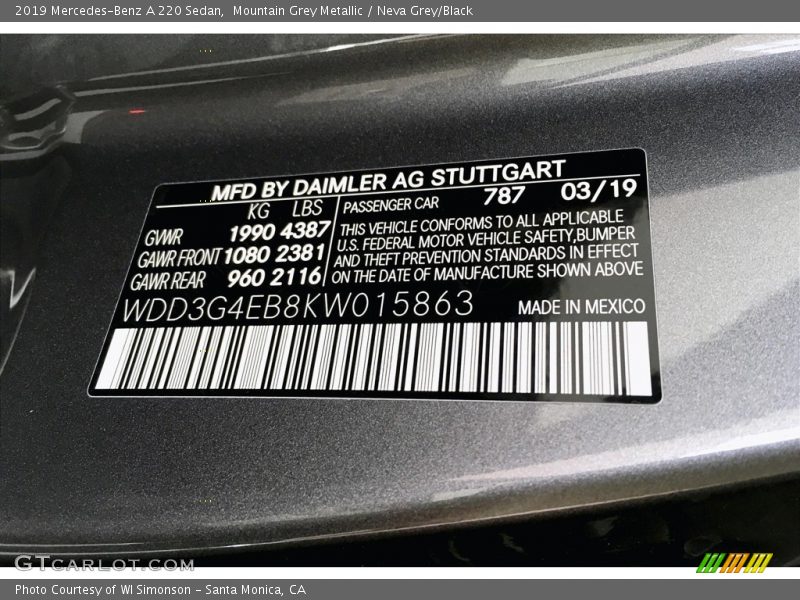 2019 Mercedes-Benz A 220 Sedan, Mountain Grey Metallic / Neva Grey/Black
MFD BY DAIMLER AG STUTTGART
KG LBS
GWR 1990 4387
GAWR FRONT 1080 2381
GAWR REAR 960 2116
PASSENGER CAR 787 03/19
THIS VEHICLE CONFORMS TO ALL APPLICABLE
U.S. FEDERAL MOTOR VEHICLE SAFETY, BUMPER
AND THEFT PREVENTION STANDARDS IN EFFECT
ON THE DATE OF MANUFACTURE SHOWN ABOVE
WDD3G4EB8KW015863 MADE IN MEXICO
GTCARLOT.COM
Photo Courtesy of WI Simonson - Santa Monica, CA